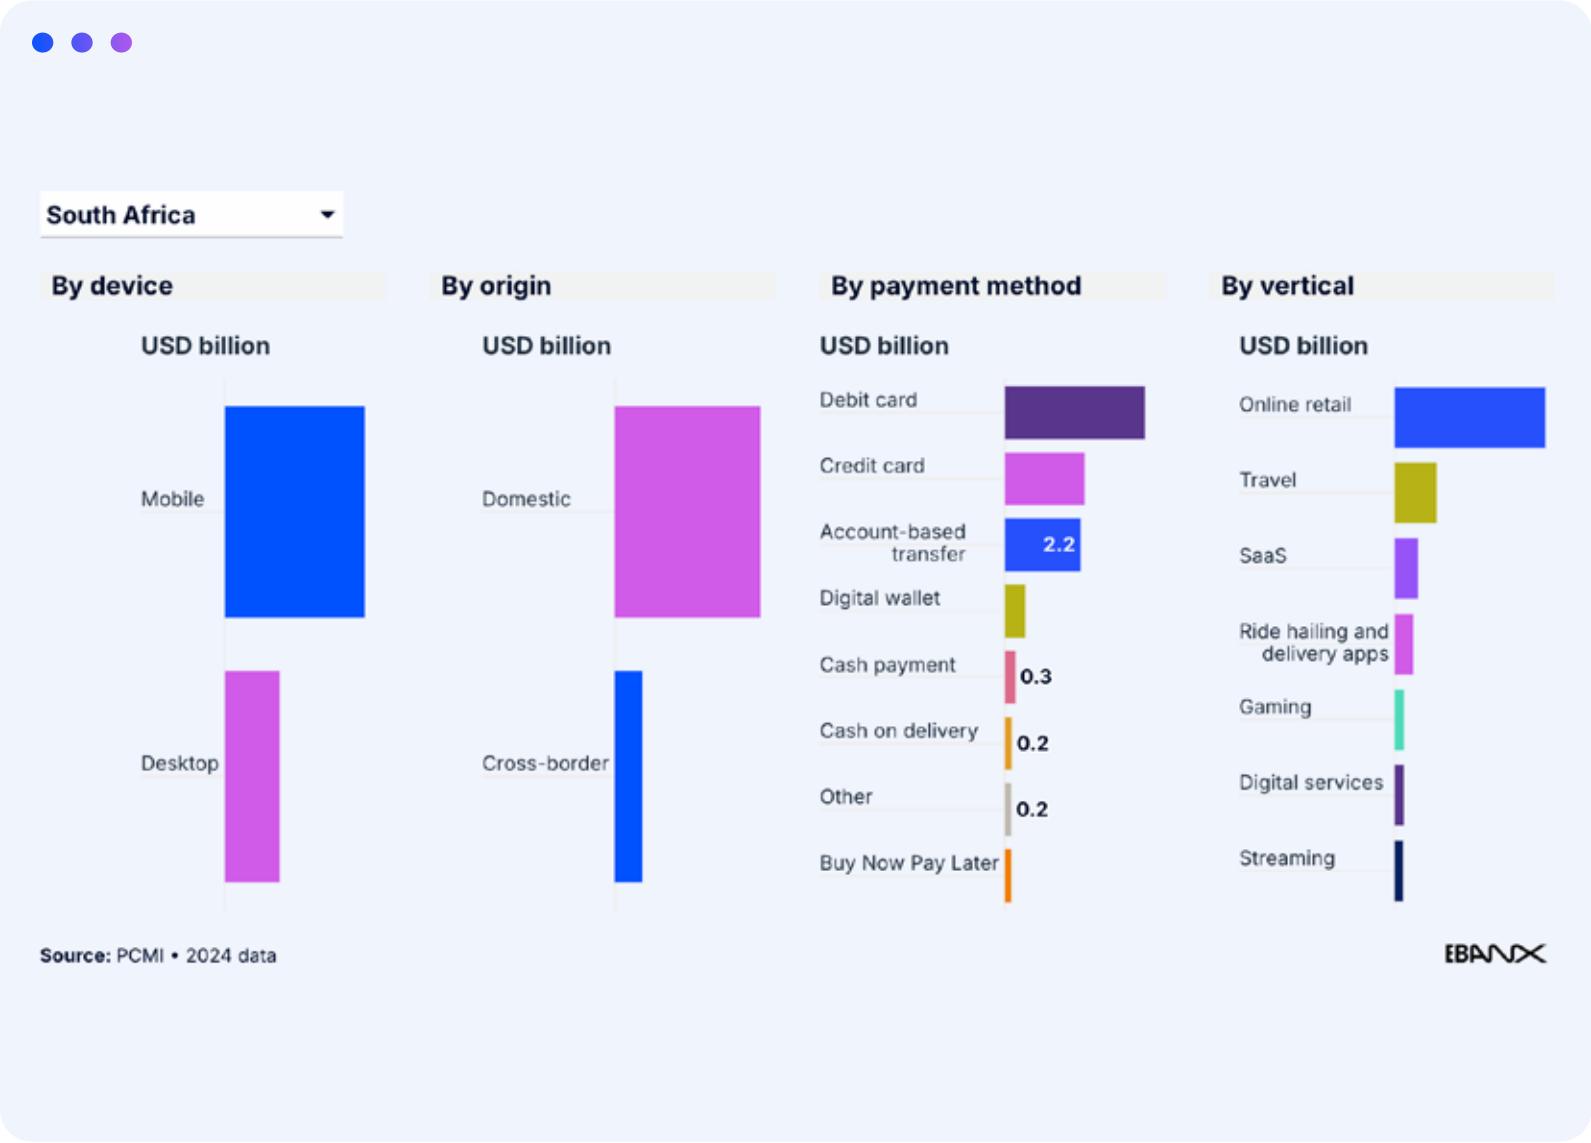 South Africa
By device
USD billion
Mobile
Desktop
By origin
USD billion
Domestic
Cross-border
By payment method
USD billion
Debit card
Credit card
Account-based
transfer
2.2
Digital wallet
Cash payment
0.3
Cash on delivery
0.2
Other
0.2
Buy Now Pay Later
By vertical
USD billion
Online retail
Travel
SaaS
Ride hailing and
delivery apps
Gaming
Digital services
Streaming
Source: PCMI • 2024 data
EBANX